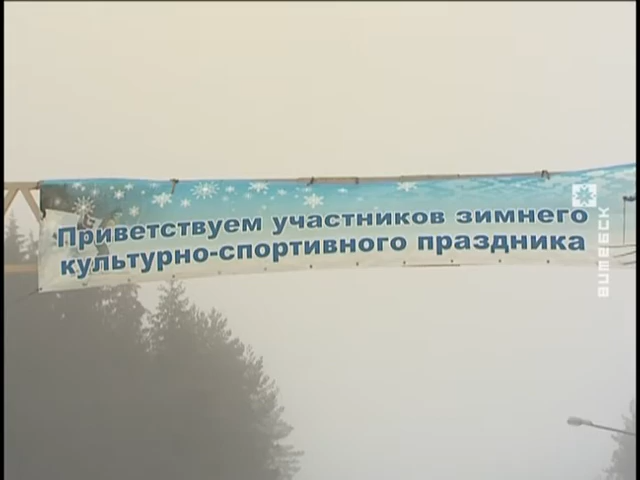 Приветствуем участников зимнего
культурно-спортивного праздника
ВИТЕБСК